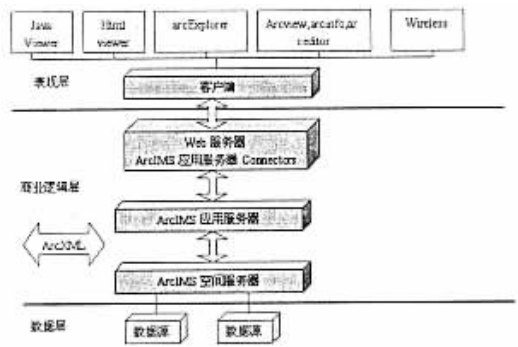 Java
Viewer
Html
viewer
arcExplorer
Arcview,arcinfo,arc
editor
Wireless
表现层
客户端
Web 服务器
ArcIMS 应用服务器 Connectors
商业逻辑层
ArcIMS 应用服务器
ArcXML
ArcIMS 空间服务器
数据层
数据源
数据源